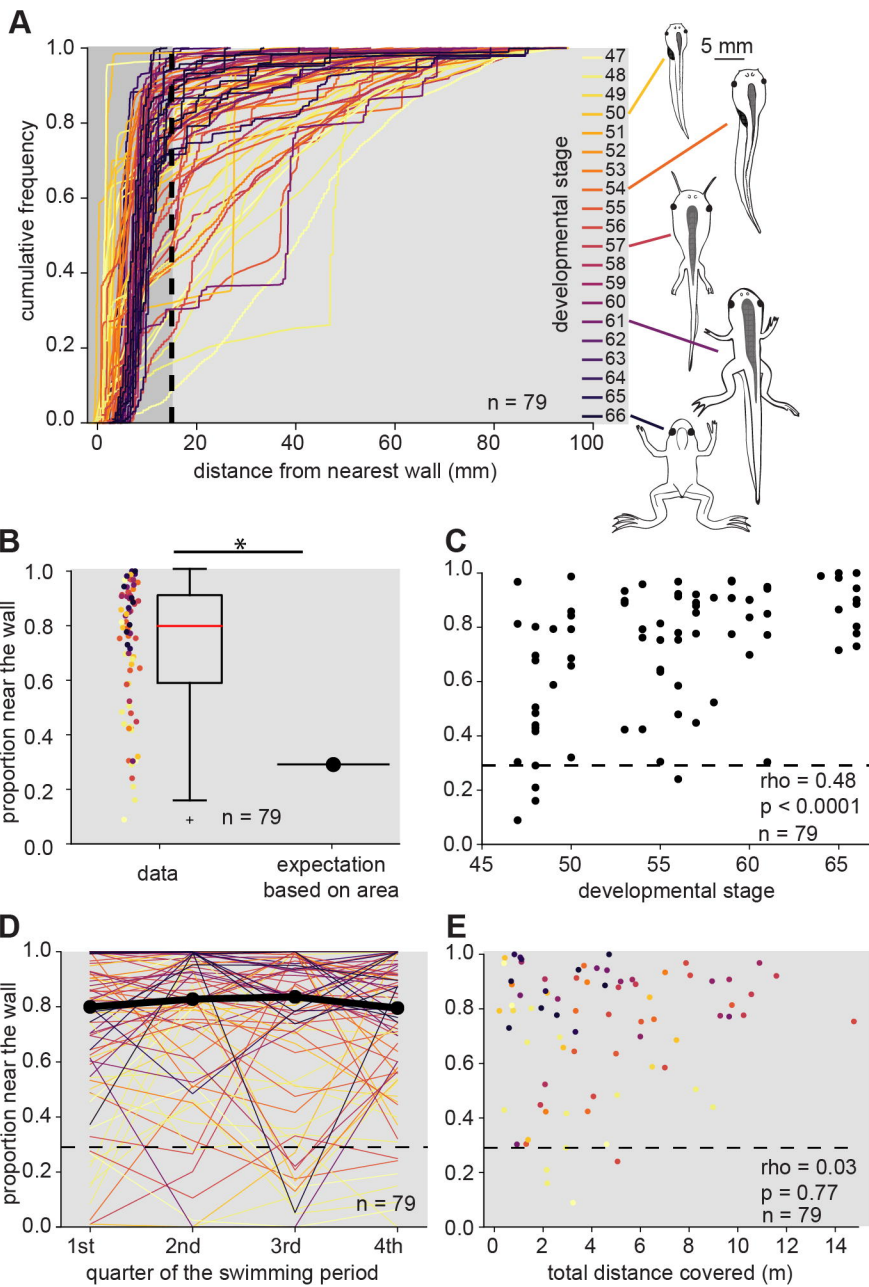 A
1.0
0.8
0.6
0.4
0.2
0.0
cumulative frequency
0
20
40
60
80
100
distance from nearest wall (mm)
n = 79
developmental stage
47
48
49
50
51
52
53
54
55
56
57
58
59
60
61
62
63
64
65
66
5 mm
B
*
1.0
0.8
0.6
0.4
0.2
0.0
proportion near the wall
+
n = 79
data
expectation
based on area
C
1.0
0.8
0.6
0.4
0.2
0.0
rho = 0.48
p < 0.0001
n = 79
45
50
55
60
65
developmental stage
D
1.0
0.8
0.6
0.4
0.2
0.0
proportion near the wall
n = 79
1st
2nd
3rd
4th
quarter of the swimming period
E
1.0
0.8
0.6
0.4
0.2
0.0
rho = 0.03
p = 0.77
n = 79
0
2
4
6
8
10
12
14
total distance covered (m)